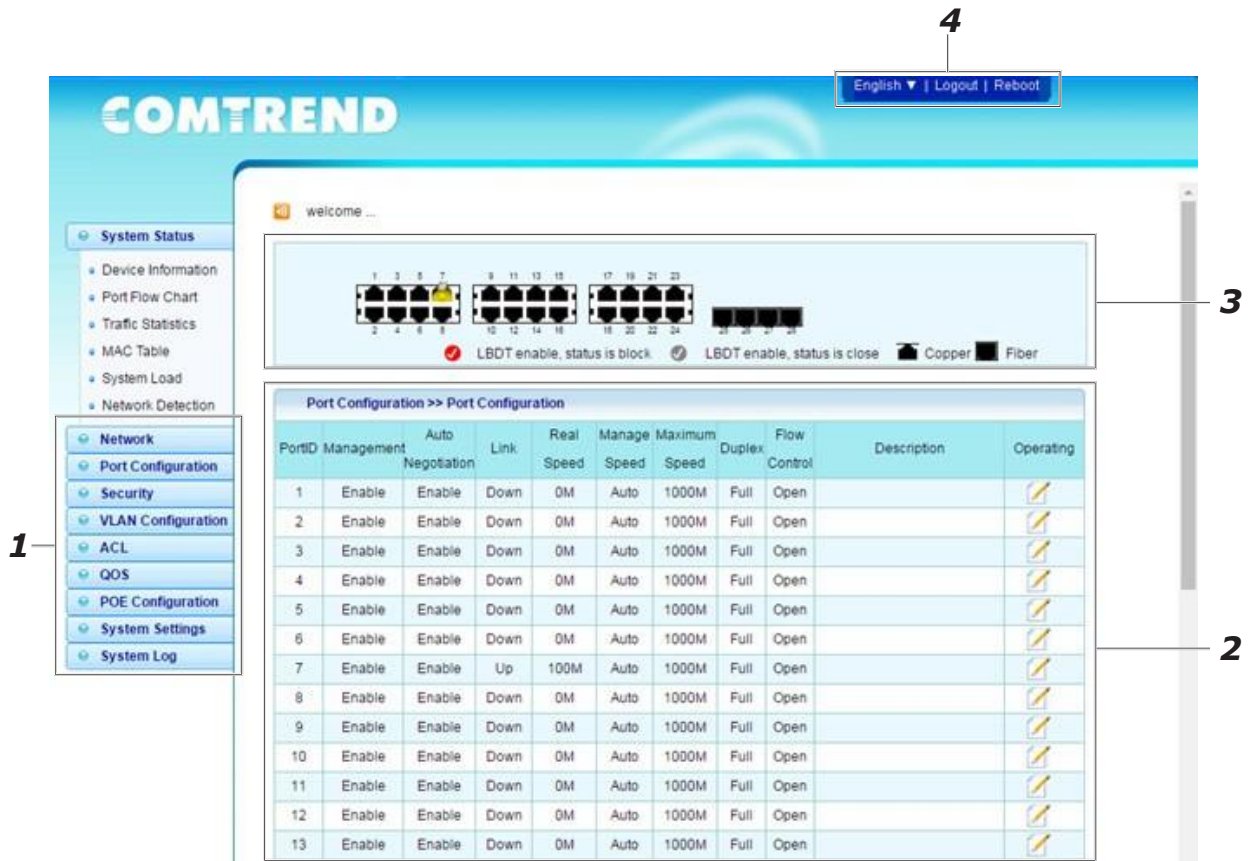 4
English ▼ | Logout | Reboot
COMTREND
welcome ...
System Status
Device Information
Port Flow Chart
Traffic Statistics
MAC Table
System Load
Network Detection
1
Network
Port Configuration
Security
VLAN Configuration
ACL
QOS
POE Configuration
System Settings
System Log
3
1 3 5 7 9 11 13 15 17 19 21 23
2 4 6 8 10 12 14 16 18 20 22 24 25 26 27 28
LBDT enable, status is block LBDT enable, status is close Copper Fiber
2
Port Configuration >> Port Configuration
PortID Management Auto Negotiation Link Real Speed Manage Speed Maximum Speed Duplex Flow Control Description Operating
1 Enable Enable Down 0M Auto 1000M Full Open
2 Enable Enable Down 0M Auto 1000M Full Open
3 Enable Enable Down 0M Auto 1000M Full Open
4 Enable Enable Down 0M Auto 1000M Full Open
5 Enable Enable Down 0M Auto 1000M Full Open
6 Enable Enable Down 0M Auto 1000M Full Open
7 Enable Enable Up 100M Auto 1000M Full Open
8 Enable Enable Down 0M Auto 1000M Full Open
9 Enable Enable Down 0M Auto 1000M Full Open
10 Enable Enable Down 0M Auto 1000M Full Open
11 Enable Enable Down 0M Auto 1000M Full Open
12 Enable Enable Down 0M Auto 1000M Full Open
13 Enable Enable Down 0M Auto 1000M Full Open